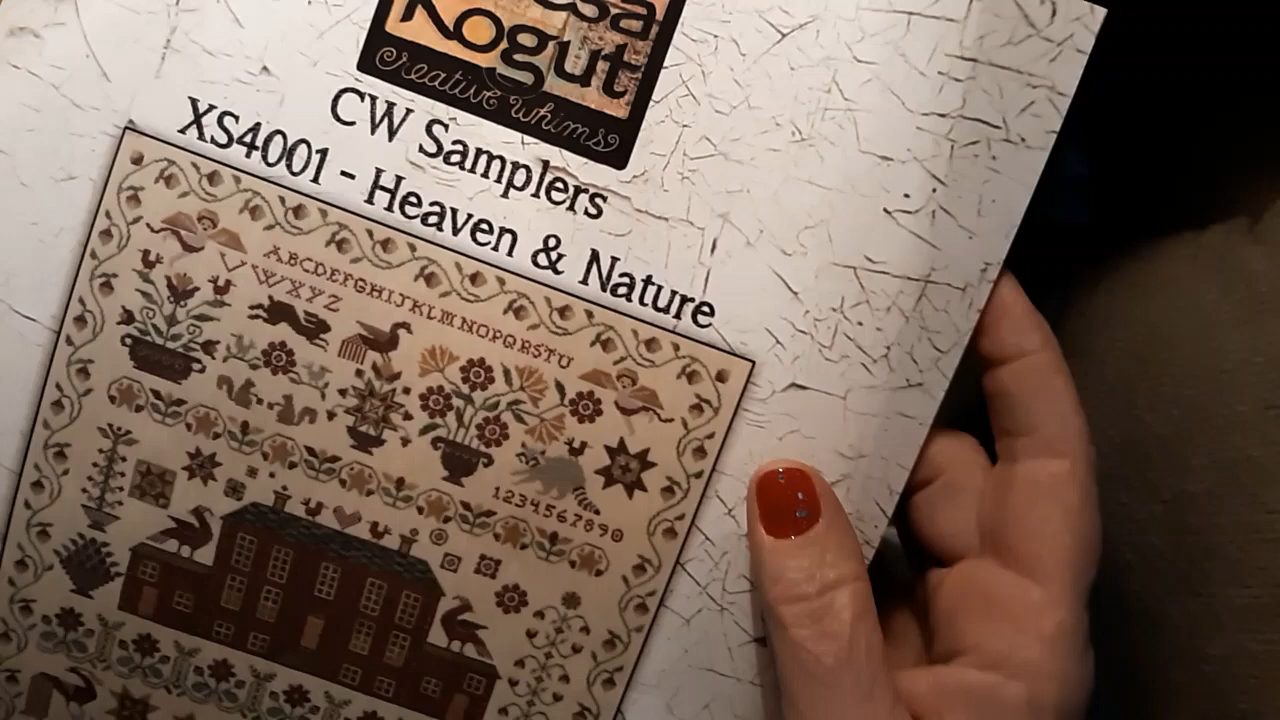 Kogut
creative whims
CW Samplers
XS4001 - Heaven & Nature
ABCDEFGHIJKLMNOPQRSTU
VWXYZ
1234567890